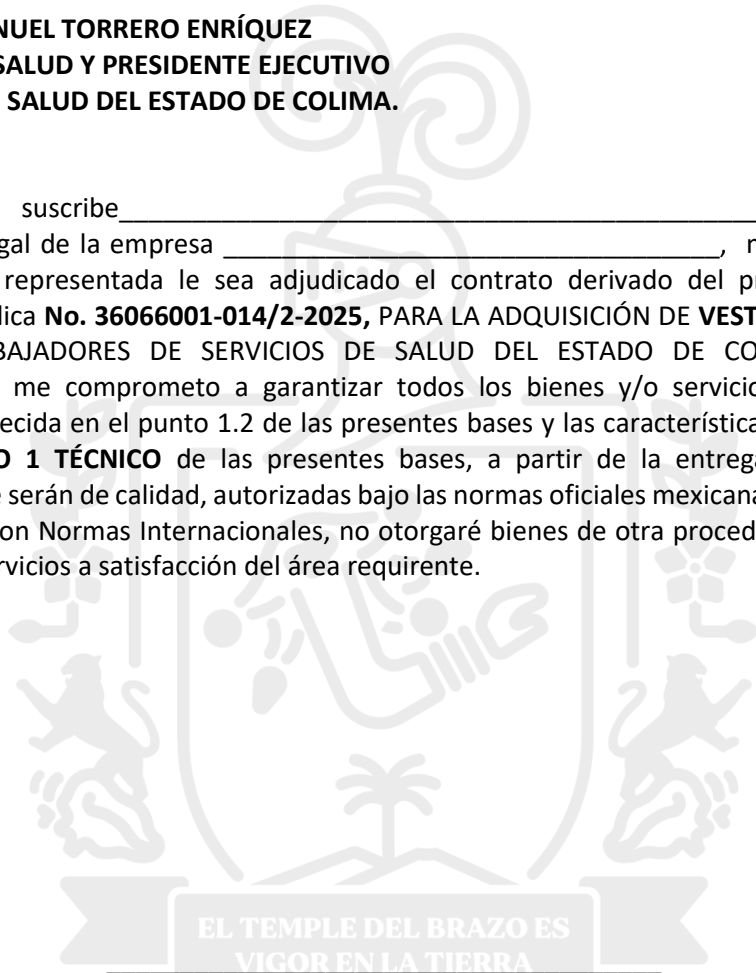 NUEL TORRERO ENRÍQUEZ
SALUD Y PRESIDENTE EJECUTIVO
SALUD DEL ESTADO DE COLIMA.
suscribe____________________________________________
gal de la empresa __________________________________, n
representada le sea adjudicado el contrato derivado del p
lica No. 36066001-014/2-2025, PARA LA ADQUISICIÓN DE VEST
BAJADORES DE SERVICIOS DE SALUD DEL ESTADO DE CO
me comprometo a garantizar todos los bienes y/o servicio
ecida en el punto 1.2 de las presentes bases y las característica
O 1 TÉCNICO de las presentes bases, a partir de la entrega
e serán de calidad, autorizadas bajo las normas oficiales mexicana
on Normas Internacionales, no otorgaré bienes de otra proced
rvicios a satisfacción del área requirente.
EL TEMPLE DEL BRAZO ES
VIGOR EN LA TIERRA